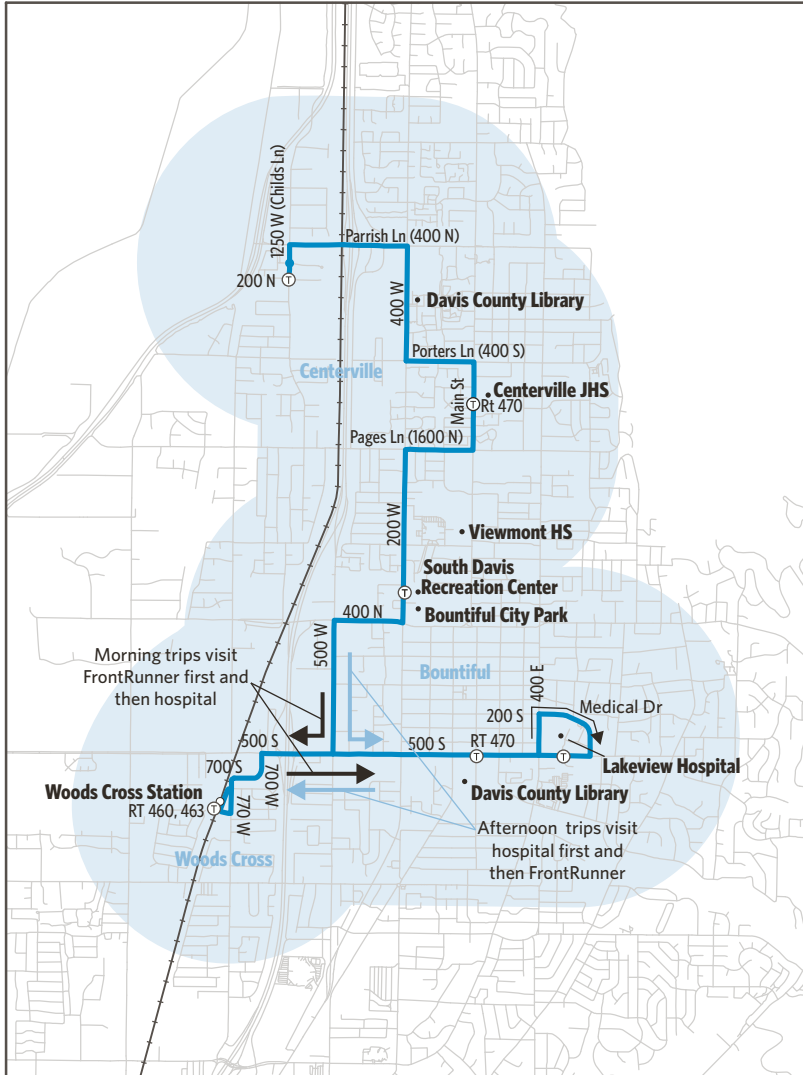 1250 W (Childs Ln)
Parrish Ln (400 N)
200 N
T
400 W
Davis County Library
Porters Ln (400 S)
Centerville
Main St
Centerville JHS
T
Rt 470
Pages Ln (1600 N)
200 W
Viewmont HS
South Davis
T
Recreation Center
Bountiful City Park
400 N
500 W
Morning trips visit
FrontRunner first and
then hospital
Bountiful
400 E
Medical Dr
200 S
500 S
500 S
RT 470
T
T
Lakeview Hospital
700 S
700 W
Woods Cross Station
T
RT 460, 463
770 W
Davis County Library
Afternoon trips visit
hospital first and
then FrontRunner
Woods Cross